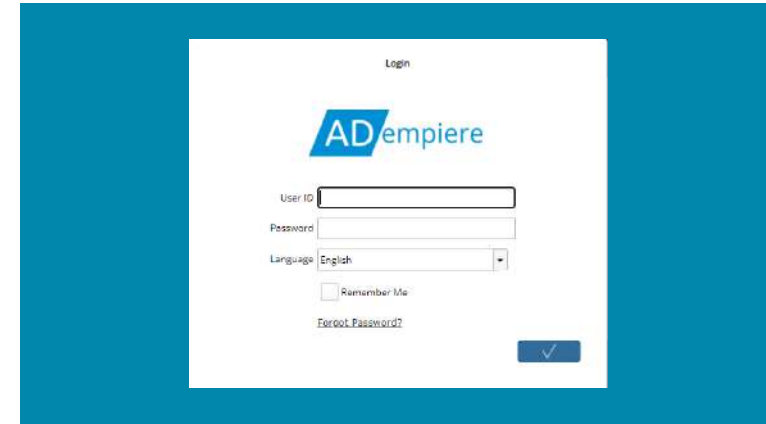 Login
ADempiere
User ID
Password
Language English
Remember Me
Forgot Password?